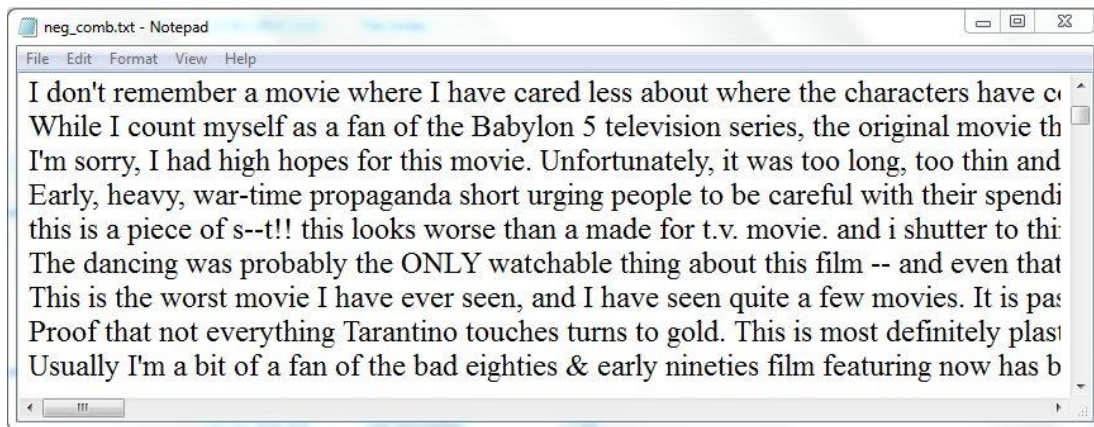 neg_comb.txt - Notepad
File Edit Format View Help
I don't remember a movie where I have cared less about where the characters have
While I count myself as a fan of the Babylon 5 television series, the original movie
I'm sorry, I had high hopes for this movie. Unfortunately, it was too long, too thin and
Early, heavy, war-time propaganda short urging people to be careful with their
this is a piece of s--t!! this looks worse than a made for t.v. movie. and i shutter to
The dancing was probably the ONLY watchable thing about this film -- and even that
This is the worst movie I have ever seen, and I have seen quite a few movies. It is
Proof that not everything Tarantino touches turns to gold. This is most definitely
Usually I'm a bit of a fan of the bad eighties & early nineties film featuring now has